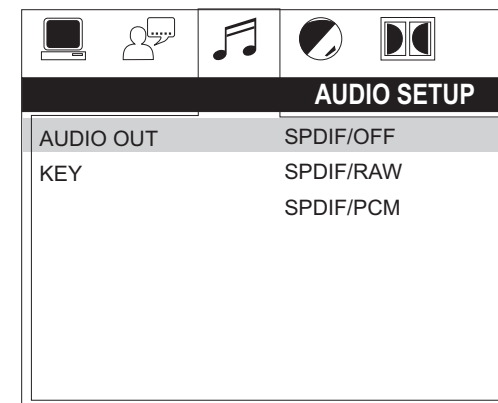 AUDIO SETUP
AUDIO OUT SPDIF/OFF
KEY SPDIF/RAW
SPDIF/PCM